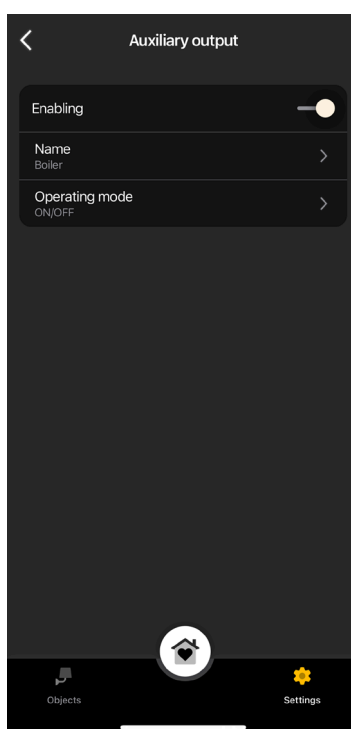 Auxiliary output
Enabling
Name
Boiler
Operating mode
ON/OFF
Objects
Settings